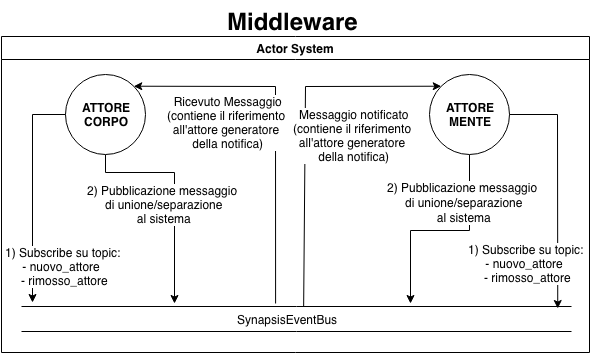 Middleware
Actor System
ATTORE
CORPO
Ricevuto Messaggio
(contiene il riferimento
all'attore generatore
della notifica)
Messaggio notificato
(contiene il riferimento
all'attore generatore
della notifica)
ATTORE
MENTE
2) Pubblicazione messaggio
di unione/separazione
al sistema
2) Pubblicazione messaggio
di unione/separazione
al sistema
1) Subscribe su topic:
- nuovo_attore
- rimosso_attore
1) Subscribe su topic:
- nuovo_attore
- rimosso_attore
SynapsisEventBus